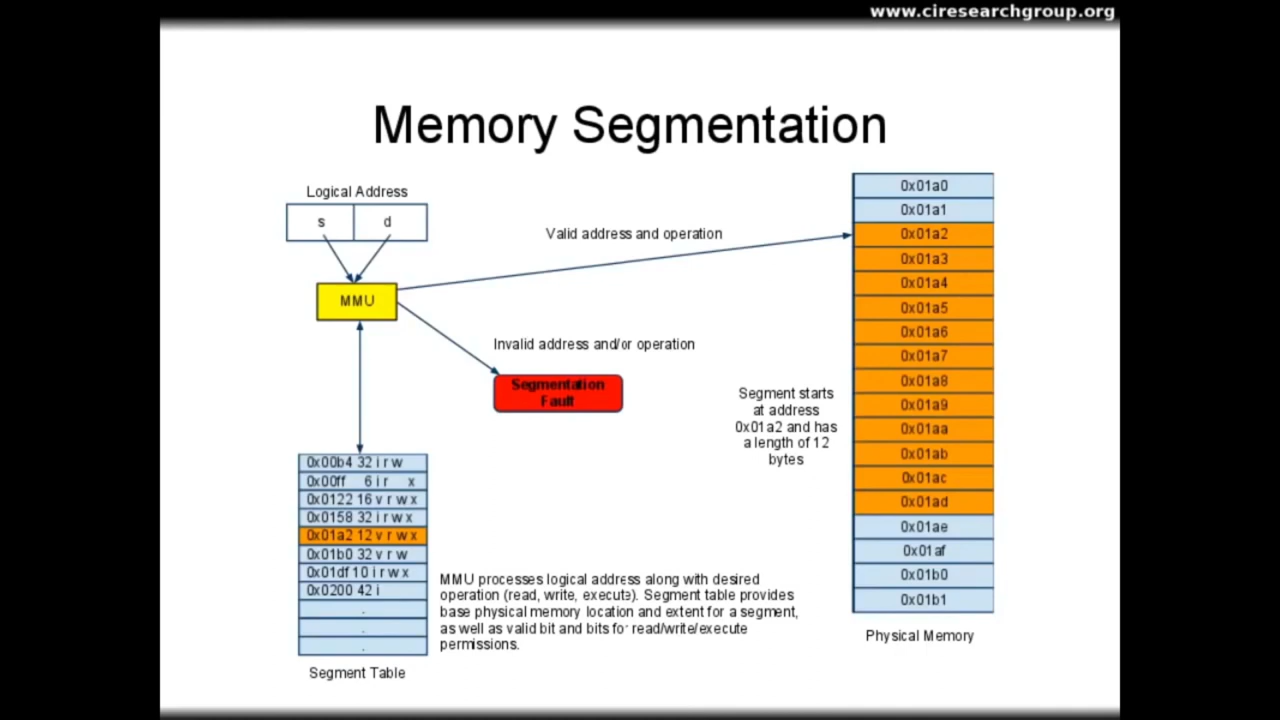 www.ciresearchgroup.org
Memory Segmentation
Logical Address
s d
MMU
Valid address and operation
Invalid address and/or operation
Segmentation
Fault
0x00b4 32 i r w
0x00ff 6 i r x
0x0122 16 v r w x
0x0158 32 i r w x
0x01a2 12 v r w x
0x01b0 32 v r w
0x01df 10 i r w x
0x0200 42 i
.
.
.
Segment Table
MMU processes logical address along with desired
operation (read, write, execute). Segment table provides
base physical memory location and extent for a segment,
as well as valid bit and bits for read/write/execute
permissions.
Segment starts
at address
0x01a2 and has
a length of 12
bytes
0x01a0
0x01a1
0x01a2
0x01a3
0x01a4
0x01a5
0x01a6
0x01a7
0x01a8
0x01a9
0x01aa
0x01ab
0x01ac
0x01ad
0x01ae
0x01af
0x01b0
0x01b1
Physical Memory